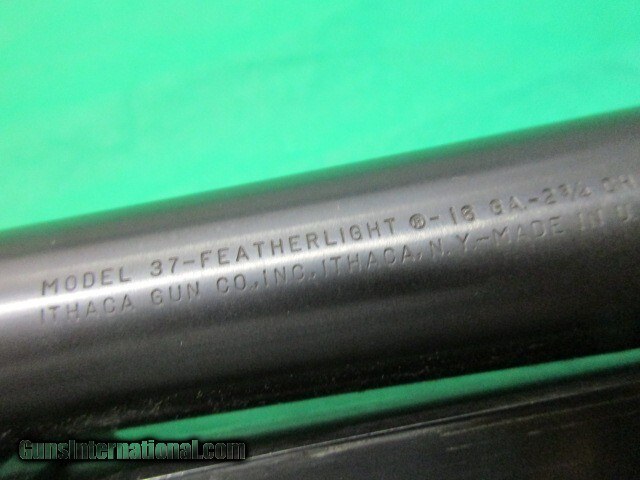 MODEL 37-FEATHERLIGHT ®-16 GA-2¾ CH
ITHACA GUN CO., INC. ITHACA, N.Y.-MADE IN U
GunsInternational.com